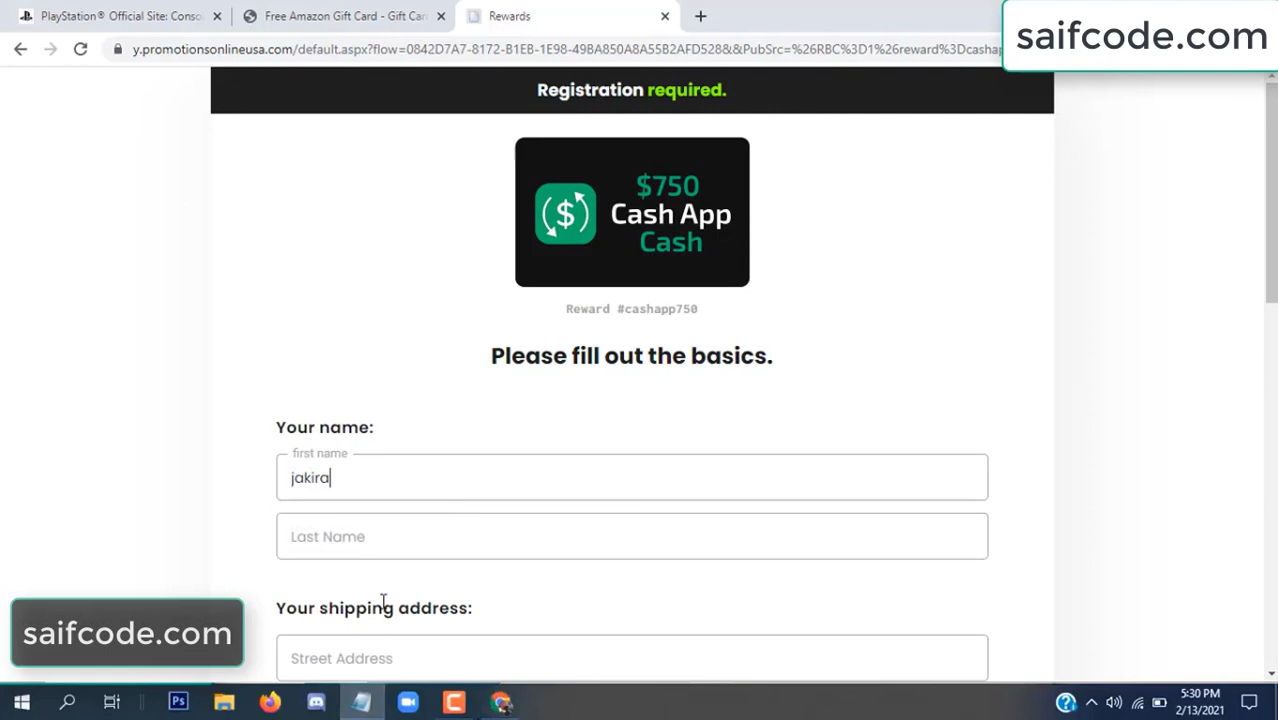 PlayStation® Official Site: Conso
Free Amazon Gift Card - Gift Car
Rewards
saifcode.com
y.promotionsonlineusa.com/default.aspx?flow=0842D7A7-8172-B1EB-1E98-49BA850A8A55B2AFD528&&PubSrc=%26RBC%3D1%26reward%3Dcashap
Registration required.
$750
Cash App
Cash
Reward #cashapp750
Please fill out the basics.
Your name:
first name
jakira
Last Name
Your shipping address:
saifcode.com
Street Address
Ps
5:30 PM
2/13/2021